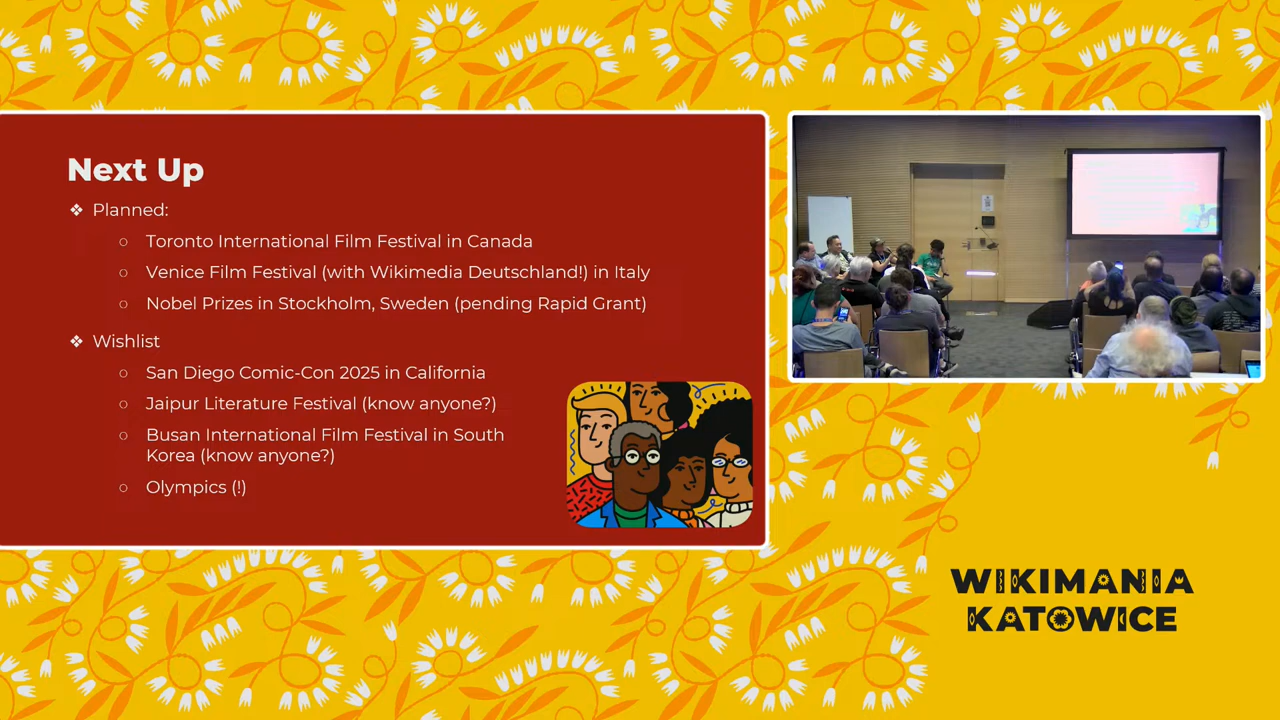 Next Up
❖ Planned:
○ Toronto International Film Festival in Canada
○ Venice Film Festival (with Wikimedia Deutschland!) in Italy
○ Nobel Prizes in Stockholm, Sweden (pending Rapid Grant)
❖ Wishlist
○ San Diego Comic-Con 2025 in California
○ Jaipur Literature Festival (know anyone?)
○ Busan International Film Festival in South
Korea (know anyone?)
○ Olympics (!)
WIKIMANIA
KATOWICE